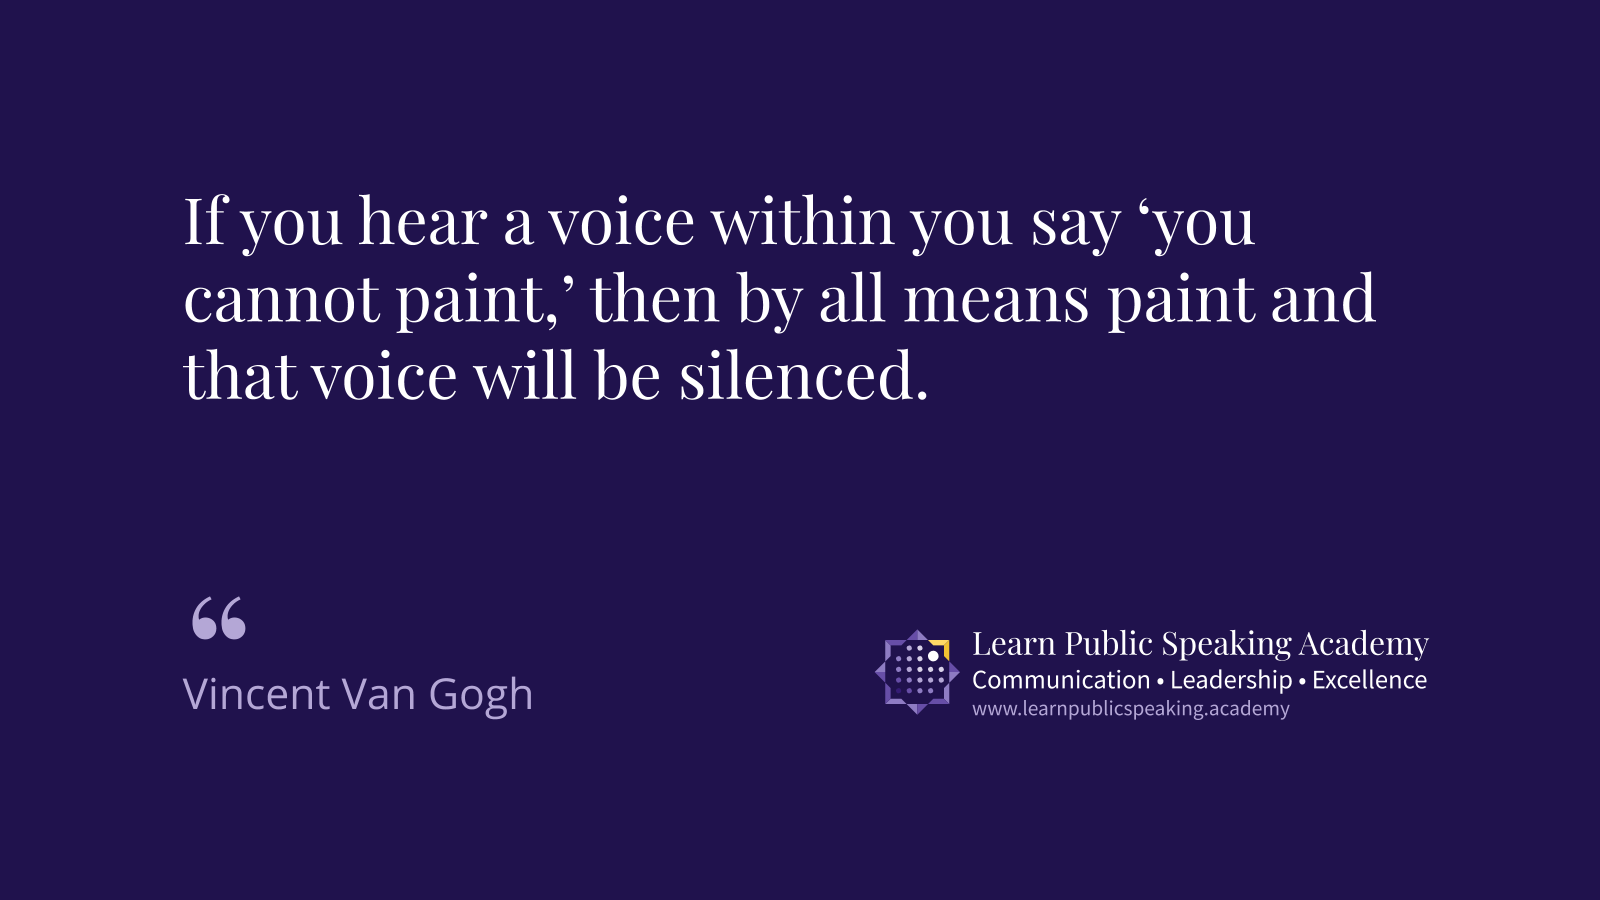 If you hear a voice within you say ‘you
cannot paint,’ then by all means paint and
that voice will be silenced.
“
Vincent Van Gogh
Learn Public Speaking Academy
Communication • Leadership • Excellence
www.learnpublicspeaking.academy